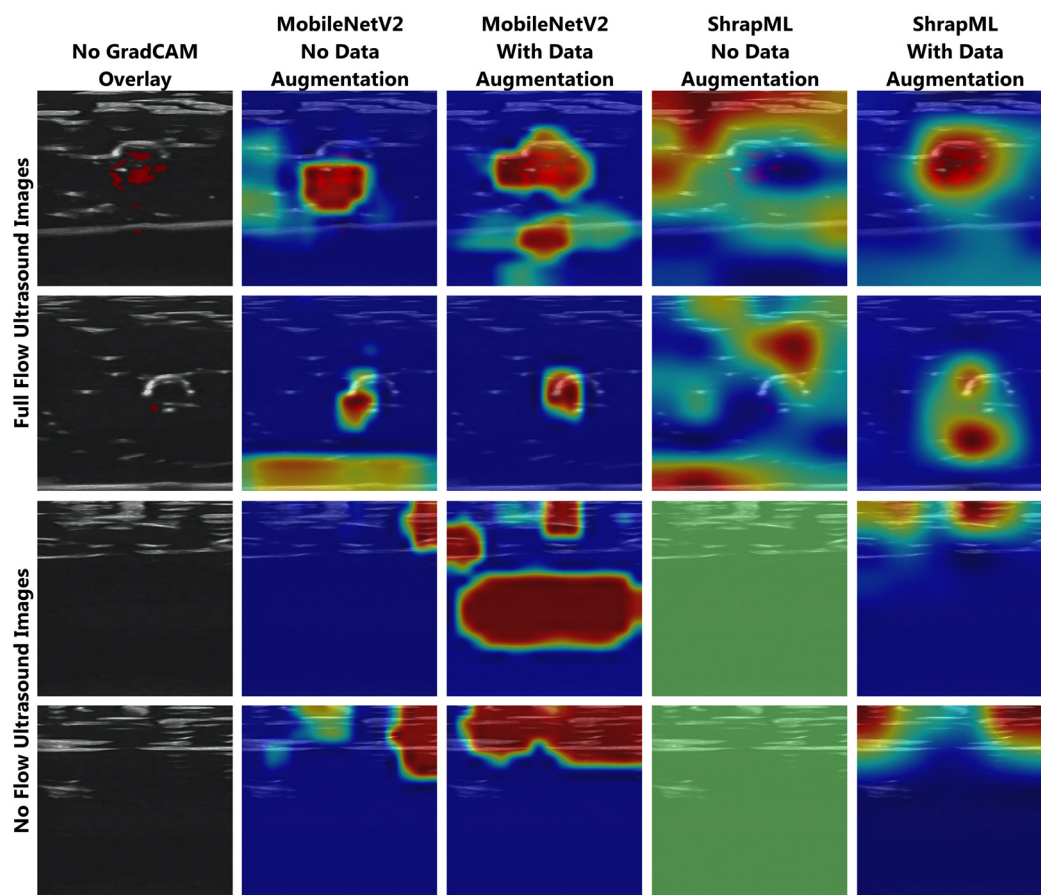 No GradCAM
Overlay
MobileNetV2
No Data
Augmentation
MobileNetV2
With Data
Augmentation
ShrapML
No Data
Augmentation
ShrapML
With Data
Augmentation
Full Flow Ultrasound Images
No Flow Ultrasound Images